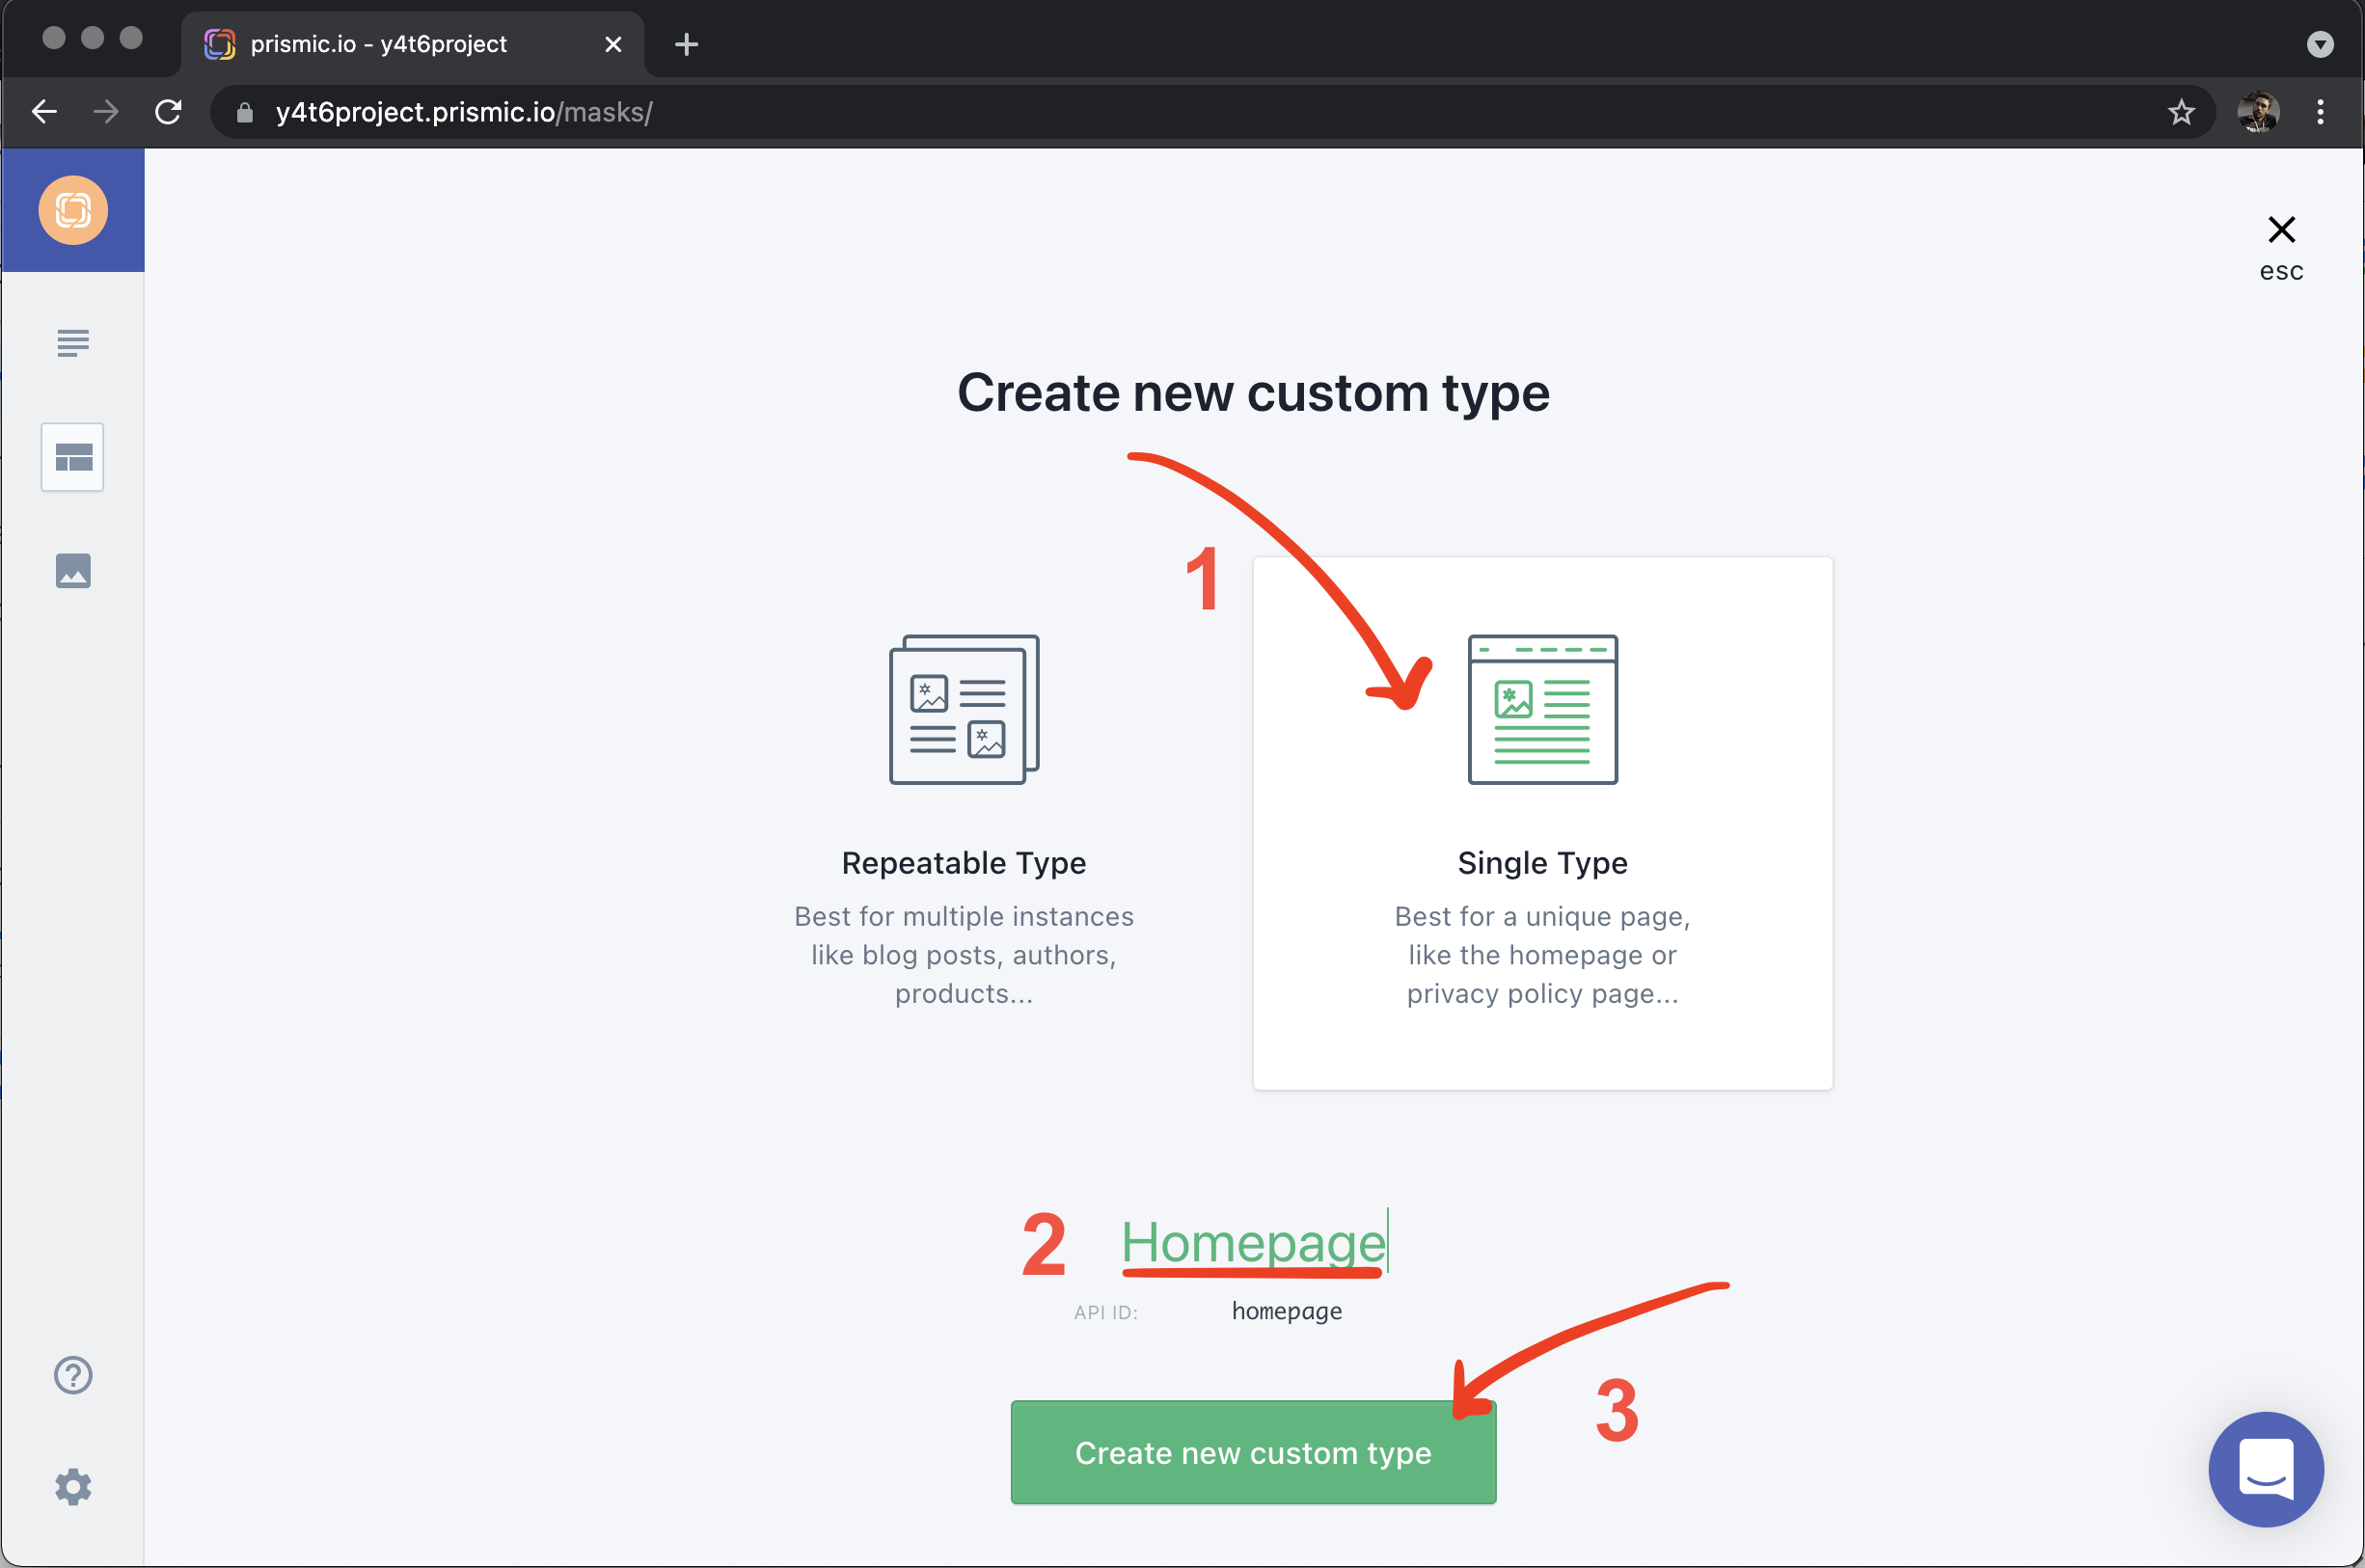 prismic.io - y4t6project
y4t6project.prismic.io/masks/
esc
Create new custom type
1
Repeatable Type
Best for multiple instances
like blog posts, authors,
products...
Single Type
Best for a unique page,
like the homepage or
privacy policy page...
2
Homepage
API ID: homepage
3
Create new custom type